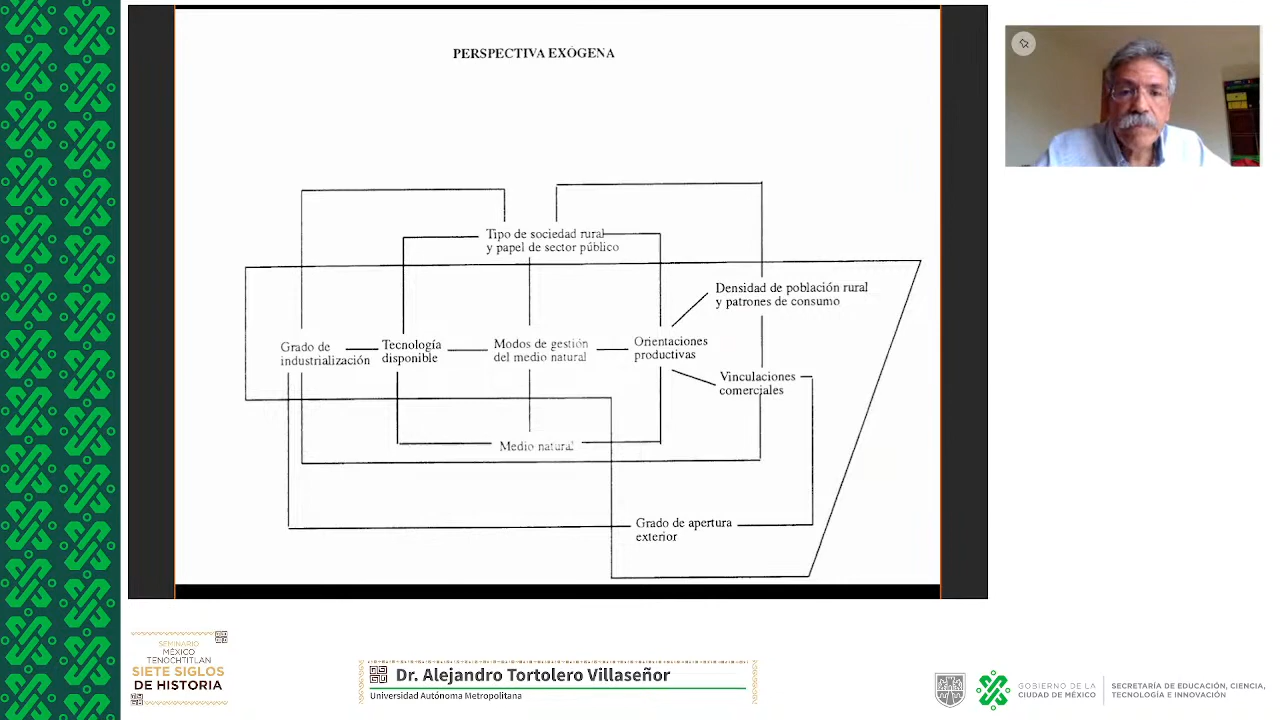 PERSPECTIVA EXÓGENA
Tipo de sociedad rural
y papel de sector público
Densidad de población rural
y patrones de consumo
Grado de
industrialización
Tecnología
disponible
Modos de gestión
del medio natural
Orientaciones
productivas
Vinculaciones
comerciales
Medio natural
Grado de apertura
exterior
SEMINARIO
MÉXICO
TENOCHTITLAN
SIETE SIGLOS
DE HISTORIA
Dr. Alejandro Tortolero Villaseñor
Universidad Autónoma Metropolitana
GOBIERNO DE LA
CIUDAD DE MÉXICO
SECRETARÍA DE EDUCACIÓN, CIENCIA,
TECNOLOGÍA E INNOVACIÓN